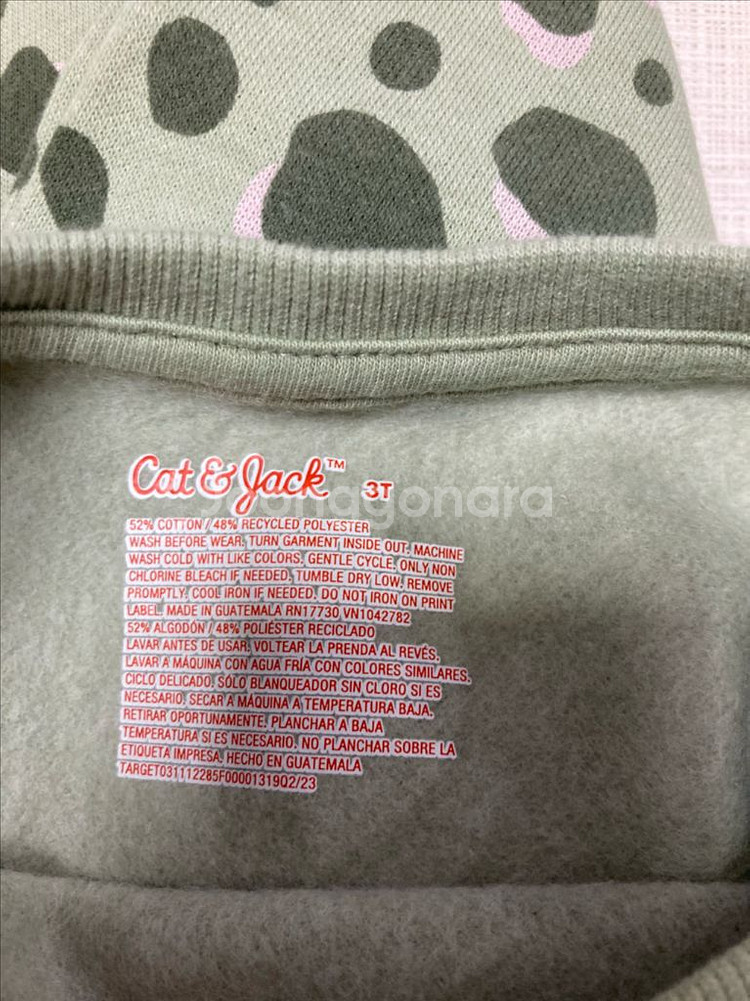 Cat & Jack™ 3T
joonggonara
52% COTTON / 48% RECYCLED POLYESTER
WASH BEFORE WEAR. TURN GARMENT INSIDE OUT. MACHINE
WASH COLD WITH LIKE COLORS. GENTLE CYCLE. ONLY NON
CHLORINE BLEACH IF NEEDED. TUMBLE DRY LOW. REMOVE
PROMPTLY. COOL IRON IF NEEDED. DO NOT IRON ON PRINT
LABEL. MADE IN GUATEMALA RN17730 VN1042782
52% ALGODÓN / 48% POLIÉSTER RECICLADO
LAVAR ANTES DE USAR. VOLTEAR LA PRENDA AL REVÉS.
LAVAR A MÁQUINA CON AGUA FRÍA CON COLORES SIMILARES.
CICLO DELICADO. SÓLO BLANQUEADOR SIN CLORO SI ES
NECESARIO. SECAR A MÁQUINA A TEMPERATURA BAJA.
RETIRAR OPORTUNAMENTE. PLANCHAR A BAJA
TEMPERATURA SI ES NECESARIO. NO PLANCHAR SOBRE LA
ETIQUETA IMPRESA. HECHO EN GUATEMALA
TARGET031112285F00001319Q2/23